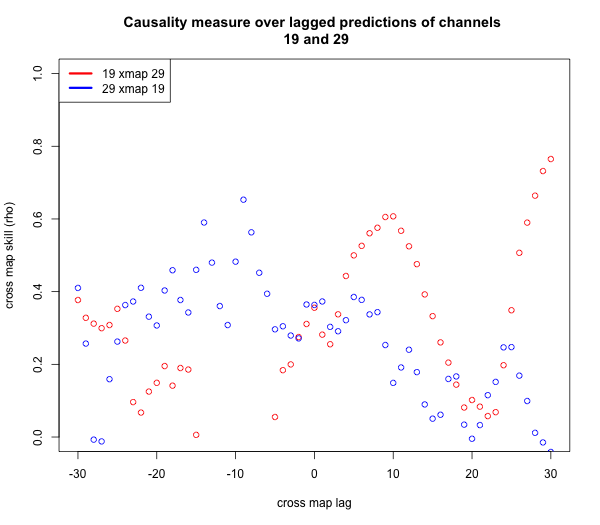 Causality measure over lagged predictions of channels
19 and 29
19 xmap 29
29 xmap 19
cross map skill (rho)
1.0
0.8
0.6
0.4
0.2
0.0
-30 -20 -10 0 10 20 30
cross map lag